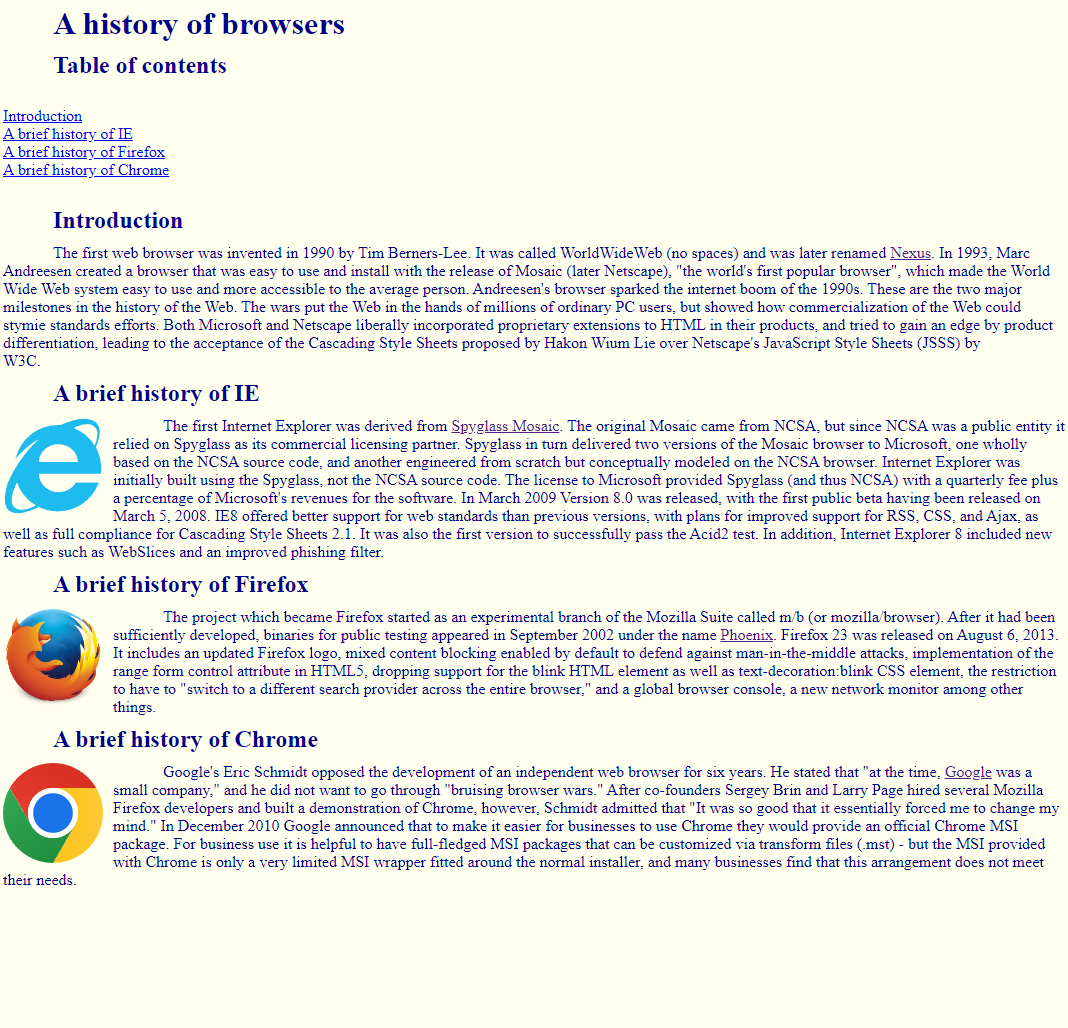 A history of browsers
Table of contents
Introduction
A brief history of IE
A brief history of Firefox
A brief history of Chrome
Introduction
The first web browser was invented in 1990 by Tim Berners-Lee. It was called WorldWideWeb (no spaces) and was later renamed Nexus. In 1993, Marc
Andreesen created a browser that was easy to use and install with the release of Mosaic (later Netscape), "the world's first popular browser", which made the World
Wide Web system easy to use and more accessible to the average person. Andreesen's browser sparked the internet boom of the 1990s. These are the two major
milestones in the history of the Web. The wars put the Web in the hands of millions of ordinary PC users, but showed how commercialization of the Web could
stymie standards efforts. Both Microsoft and Netscape liberally incorporated proprietary extensions to HTML in their products, and tried to gain an edge by product
differentiation, leading to the acceptance of the Cascading Style Sheets proposed by Hakon Wium Lie over Netscape's JavaScript Style Sheets (JSSS) by
W3C.
A brief history of IE
The first Internet Explorer was derived from Spyglass Mosaic. The original Mosaic came from NCSA, but since NCSA was a public entity it
relied on Spyglass as its commercial licensing partner. Spyglass in turn delivered two versions of the Mosaic browser to Microsoft, one wholly
based on the NCSA source code, and another engineered from scratch but conceptually modeled on the NCSA browser. Internet Explorer was
initially built using the Spyglass, not the NCSA source code. The license to Microsoft provided Spyglass (and thus NCSA) with a quarterly fee plus
a percentage of Microsoft's revenues for the software. In March 2009 Version 8.0 was released, with the first public beta having been released on
March 5, 2008. IE8 offered better support for web standards than previous versions, with plans for improved support for RSS, CSS, and Ajax, as
well as full compliance for Cascading Style Sheets 2.1. It was also the first version to successfully pass the Acid2 test. In addition, Internet Explorer 8 included new
features such as WebSlices and an improved phishing filter.
A brief history of Firefox
The project which became Firefox started as an experimental branch of the Mozilla Suite called m/b (or mozilla/browser). After it had been
sufficiently developed, binaries for public testing appeared in September 2002 under the name Phoenix. Firefox 23 was released on August 6, 2013.
It includes an updated Firefox logo, mixed content blocking enabled by default to defend against man-in-the-middle attacks, implementation of the
range form control attribute in HTML5, dropping support for the blink HTML element as well as text-decoration:blink CSS element, the restriction
to have to "switch to a different search provider across the entire browser," and a global browser console, a new network monitor among other
things.
A brief history of Chrome
Google's Eric Schmidt opposed the development of an independent web browser for six years. He stated that "at the time, Google was a
small company," and he did not want to go through "bruising browser wars." After co-founders Sergey Brin and Larry Page hired several Mozilla
Firefox developers and built a demonstration of Chrome, however, Schmidt admitted that "It was so good that it essentially forced me to change my
mind." In December 2010 Google announced that to make it easier for businesses to use Chrome they would provide an official Chrome MSI
package. For business use it is helpful to have full-fledged MSI packages that can be customized via transform files (.mst) - but the MSI provided
with Chrome is only a very limited MSI wrapper fitted around the normal installer, and many businesses find that this arrangement does not meet
their needs.